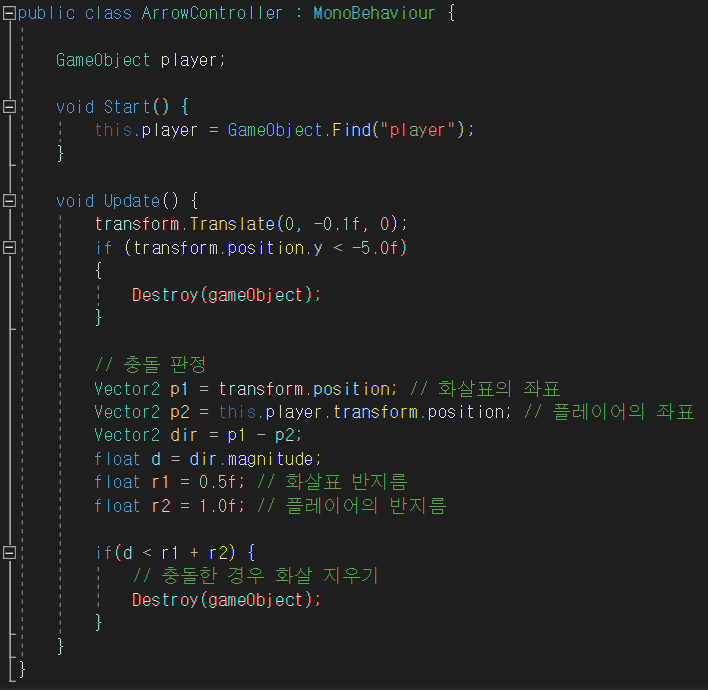 public class ArrowController : MonoBehaviour {
GameObject player;
void Start() {
this.player = GameObject.Find("player");
}
void Update() {
transform.Translate(0, -0.1f, 0);
if (transform.position.y < -5.0f)
{
Destroy(gameObject);
}
// 충돌 판정
Vector2 p1 = transform.position; // 화살표의 좌표
Vector2 p2 = this.player.transform.position; // 플레이어의 좌표
Vector2 dir = p1 - p2;
float d = dir.magnitude;
float r1 = 0.5f; // 화살표 반지름
float r2 = 1.0f; // 플레이어의 반지름
if(d < r1 + r2) {
// 충돌한 경우 화살 지우기
Destroy(gameObject);
}
}
}